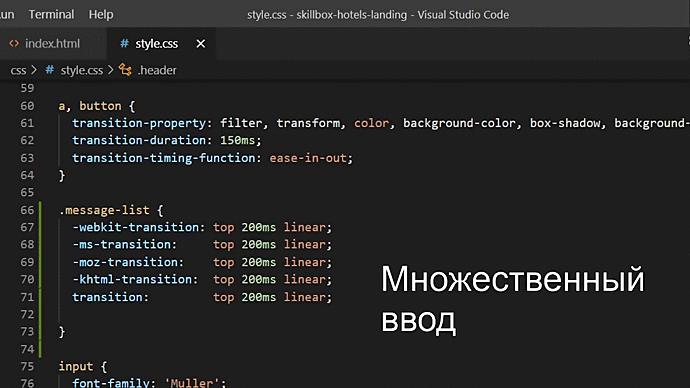 un Terminal Help style.css - skillbox-hotels-landing - Visual Studio Code
<> index.html # style.css ×
css > # style.css > .header
59
60 a, button {
61 transition-property: filter, transform, color, background-color, box-shadow, background-
62 transition-duration: 150ms;
63 transition-timing-function: ease-in-out;
64 }
65
66 .message-list {
67 -webkit-transition: top 200ms linear;
68 -ms-transition: top 200ms linear;
69 -moz-transition: top 200ms linear;
70 -khtml-transition: top 200ms linear;
71 transition: top 200ms linear;
72
73 }
74
75 input {
76 font-family: 'Muller';
Множественный
ввод